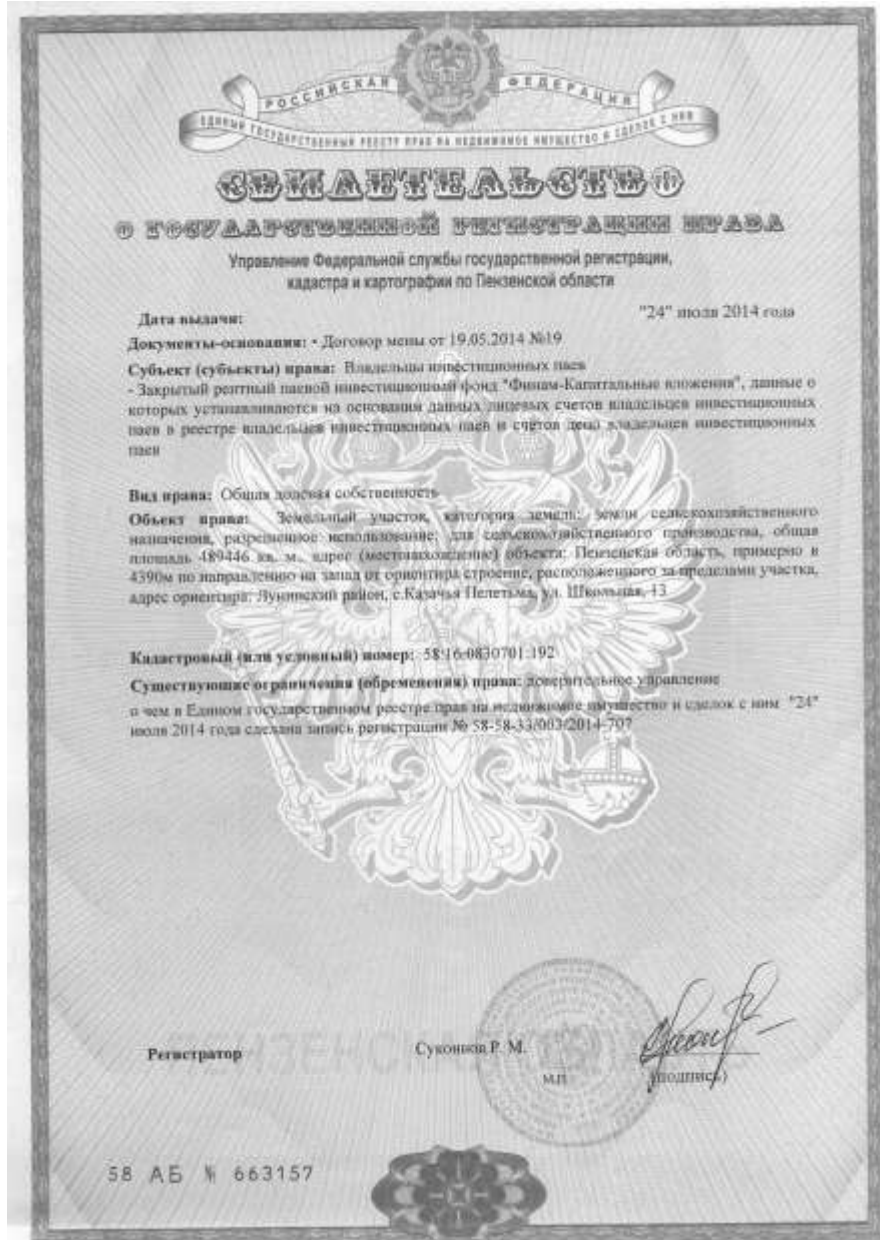 РОССИЙСКАЯ ФЕДЕРАЦИЯ
ЕДИНЫЙ ГОСУДАРСТВЕННЫЙ РЕЕСТР ПРАВ НА НЕДВИЖИМОЕ ИМУЩЕСТВО И СДЕЛОК С НИМ
СВИДЕТЕЛЬСТВО
О ГОСУДАРСТВЕННОЙ РЕГИСТРАЦИИ ПРАВА
Управление Федеральной службы государственной регистрации,
кадастра и картографии по Пензенской области
Дата выдачи: "24" июля 2014 года
Документы-основания: • Договор мены от 19.05.2014 №19
Субъект (субъекты) права: Владельцы инвестиционных паев
- Закрытый рентный паевой инвестиционный фонд "Финам-Капитальные вложения", данные о
которых устанавливаются на основании данных лицевых счетов владельцев инвестиционных
паев в реестре владельцев инвестиционных паев и счетов депо владельцев инвестиционных
паев
Вид права: Общая долевая собственность
Объект права: Земельный участок, категория земель: земли сельскохозяйственного
назначения, разрешенное использование: для сельскохозяйственного производства, общая
площадь 489446 кв. м., адрес (местонахождение) объекта: Пензенская область, примерно в
4390м по направлению на запад от ориентира строение, расположенного за пределами участка,
адрес ориентира: Лунинский район, с.Казачья Пелетьма, ул. Школьная, 13
Кадастровый (или условный) номер: 58:16:0830701:192
Существующие ограничения (обременения) права: доверительное управление
о чем в Едином государственном реестре прав на недвижимое имущество и сделок с ним "24"
июля 2014 года сделана запись регистрации № 58-58-33/003/2014-707
ПЕНЗЕНСКАЯ ОБЛАСТЬ
Регистратор Суконнов Р. М.
м.п. (подпись)
58 АБ № 663157